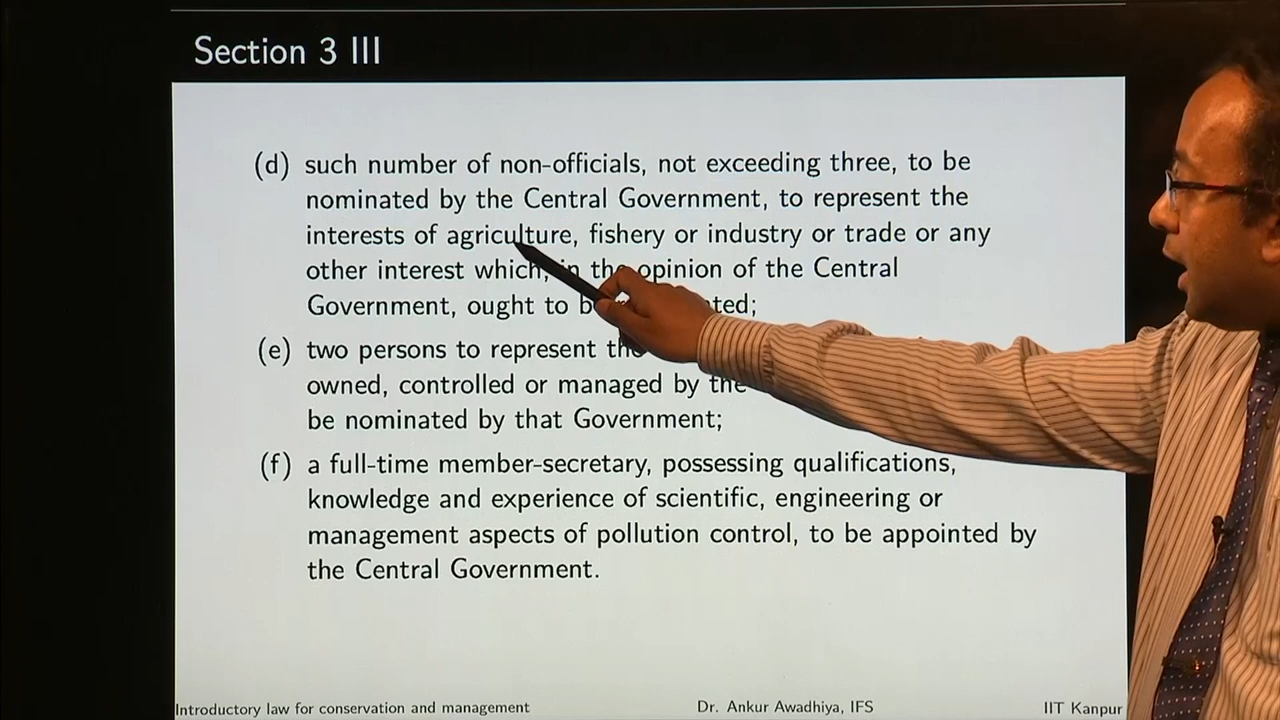 Section 3 III
(d) such number of non-officials, not exceeding three, to be
nominated by the Central Government, to represent the
interests of agriculture, fishery or industry or trade or any
other interest which, in the opinion of the Central
Government, ought to be
(e) two persons to represent the
owned, controlled or managed by the
be nominated by that Government;
(f) a full-time member-secretary, possessing qualifications,
knowledge and experience of scientific, engineering or
management aspects of pollution control, to be appointed by
the Central Government.
Introductory law for conservation and management Dr. Ankur Awadhiya, IFS IIT Kanpur